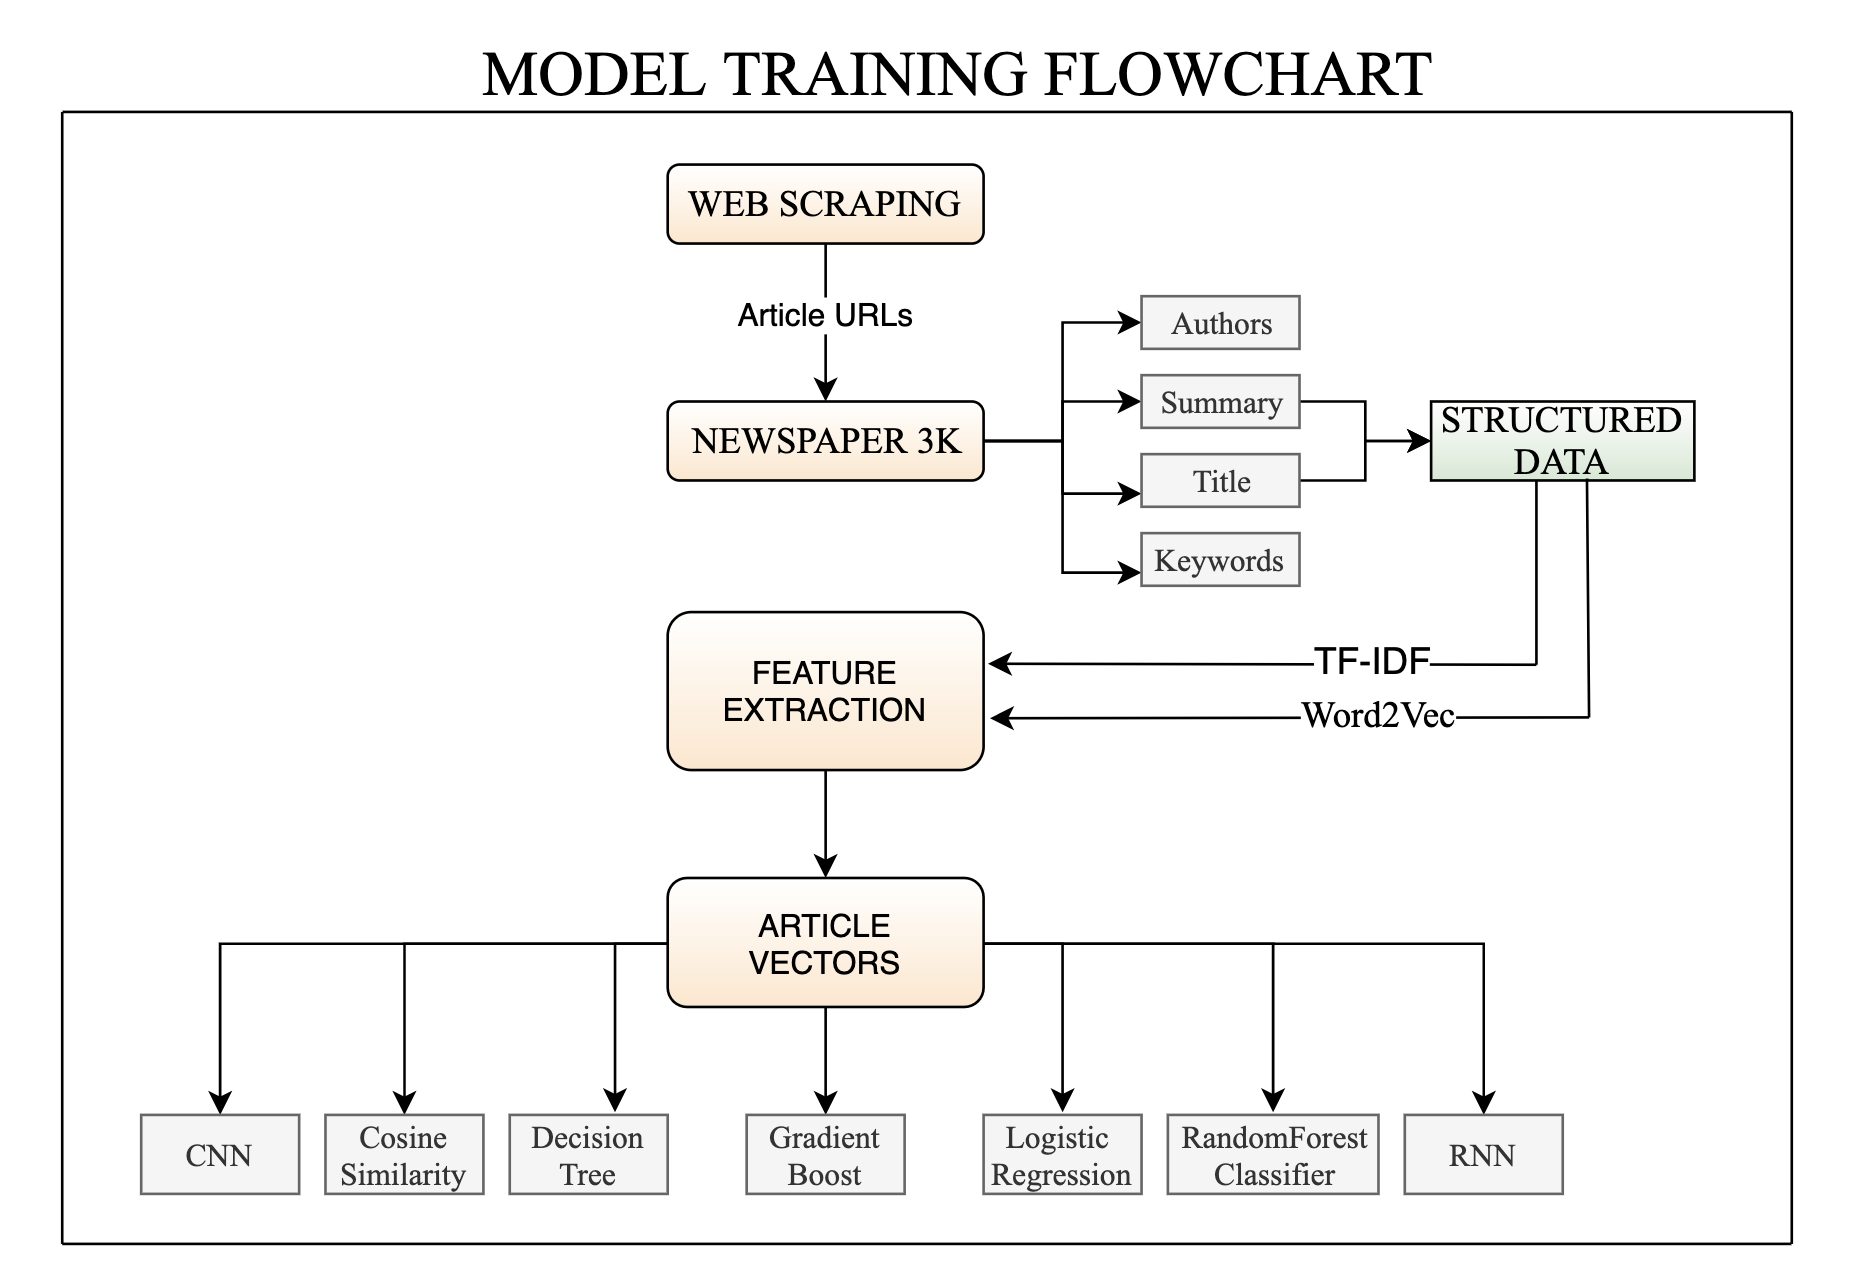 MODEL TRAINING FLOWCHART
WEB SCRAPING
Article URLs
NEWSPAPER 3K
Authors
Summary
Title
Keywords
STRUCTURED
DATA
FEATURE
EXTRACTION
TF-IDF
Word2Vec
ARTICLE
VECTORS
CNN
Cosine
Similarity
Decision
Tree
Gradient
Boost
Logistic
Regression
RandomForest
Classifier
RNN